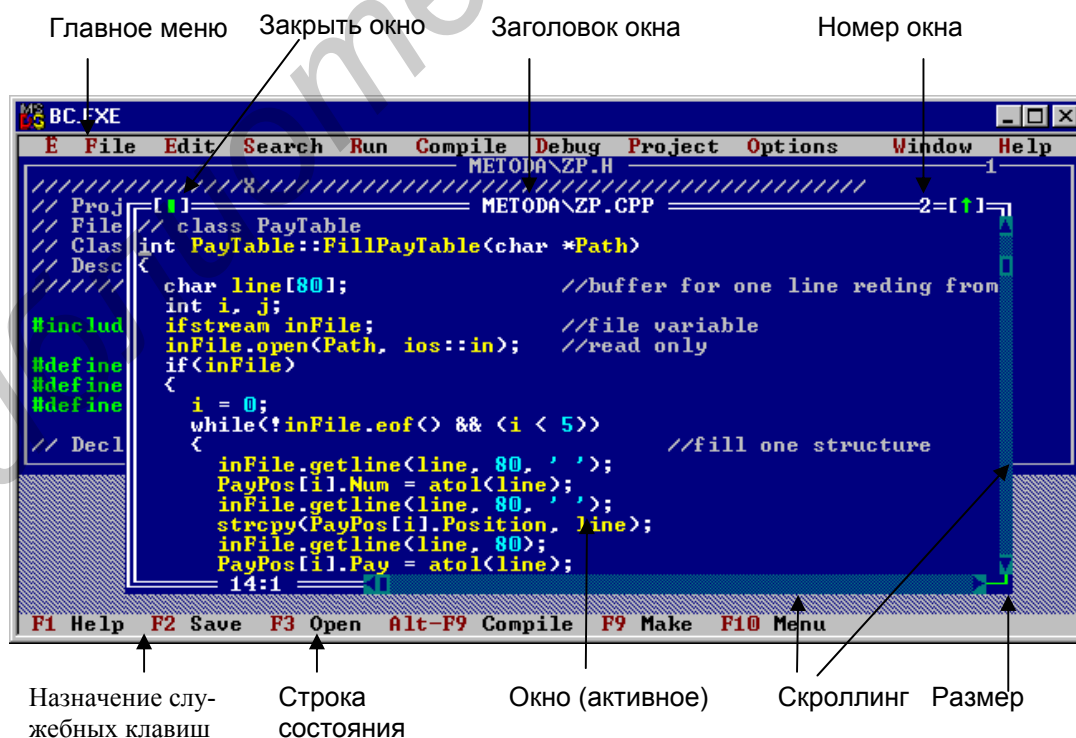 Главное меню Закрыть окно Заголовок окна Номер окна
BC.EXE
Ё File Edit Search Run Compile Debug Project Options Window Help
METODA\ZP.H 1
//////////////////X//////////////////////////////////////////
// Proj
// File
// Clas
// Desc
///////
#includ
#define
#define
#define
// Decl
[▮] METODA\ZP.CPP 2=[↑]
// class PayTable
int PayTable::FillPayTable(char *Path)
{
char line[80]; //buffer for one line reding from
int i, j;
ifstream inFile; //file variable
inFile.open(Path, ios::in); //read only
if(inFile)
{
i = 0;
while(!inFile.eof() && (i < 5))
{ //fill one structure
inFile.getline(line, 80, ' ');
PayPos[i].Num = atol(line);
inFile.getline(line, 80, ' ');
strcpy(PayPos[i].Position, line);
inFile.getline(line, 80);
PayPos[i].Pay = atol(line);
14:1
F1 Help F2 Save F3 Open Alt-F9 Compile F9 Make F10 Menu
Назначение слу-
жебных клавиш
Строка
состояния
Окно (активное)
Скроллинг
Размер